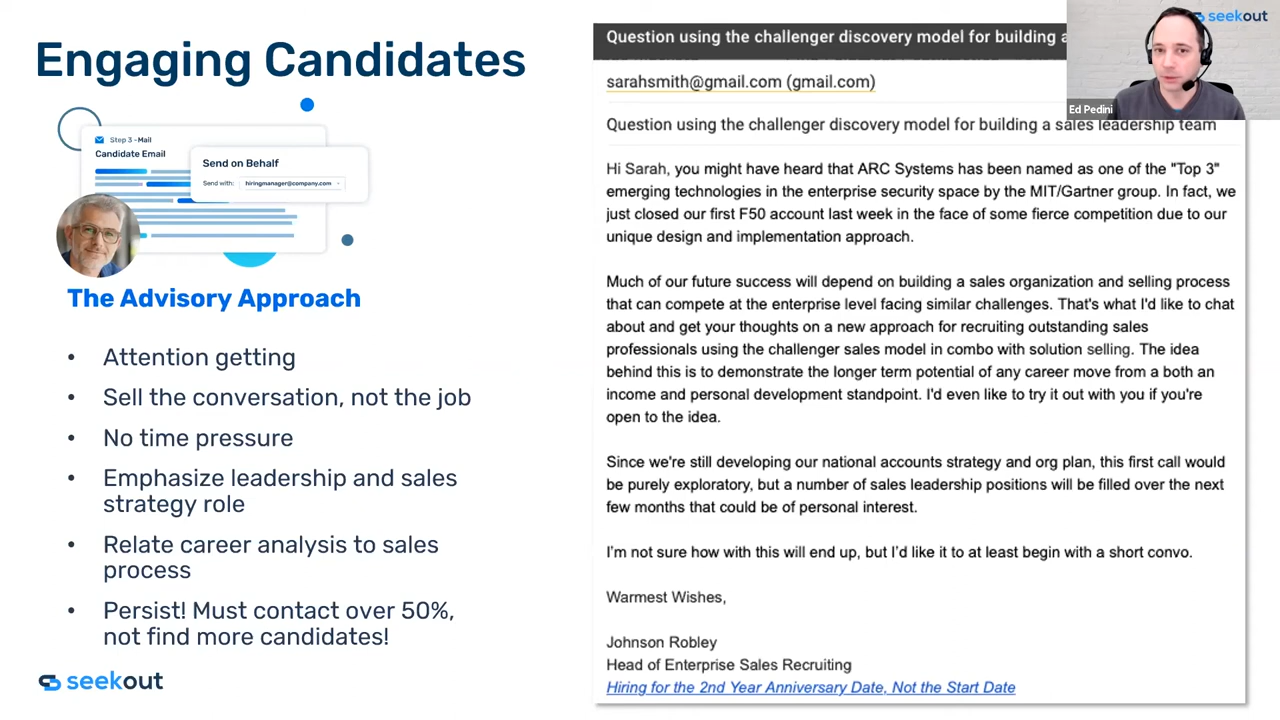 Engaging Candidates
Step 3 -Mail
Candidate Email
Send on Behalf
Send with:
hiringmanager@company.com
The Advisory Approach
• Attention getting
• Sell the conversation, not the job
• No time pressure
• Emphasize leadership and sales
strategy role
• Relate career analysis to sales
process
• Persist! Must contact over 50%,
not find more candidates!
seekout
Question using the challenger discovery model for building a
sarahsmith@gmail.com (gmail.com)
Question using the challenger discovery model for building a sales leadership team
Hi Sarah, you might have heard that ARC Systems has been named as one of the "Top 3"
emerging technologies in the enterprise security space by the MIT/Gartner group. In fact, we
just closed our first F50 account last week in the face of some fierce competition due to our
unique design and implementation approach.
Much of our future success will depend on building a sales organization and selling process
that can compete at the enterprise level facing similar challenges. That's what I'd like to chat
about and get your thoughts on a new approach for recruiting outstanding sales
professionals using the challenger sales model in combo with solution selling. The idea
behind this is to demonstrate the longer term potential of any career move from a both an
income and personal development standpoint. I'd even like to try it out with you if you're
open to the idea.
Since we're still developing our national accounts strategy and org plan, this first call would
be purely exploratory, but a number of sales leadership positions will be filled over the next
few months that could be of personal interest.
I'm not sure how with this will end up, but I'd like it to at least begin with a short convo.
Warmest Wishes,
Johnson Robley
Head of Enterprise Sales Recruiting
Hiring for the 2nd Year Anniversary Date, Not the Start Date
seekout
Ed Pedini